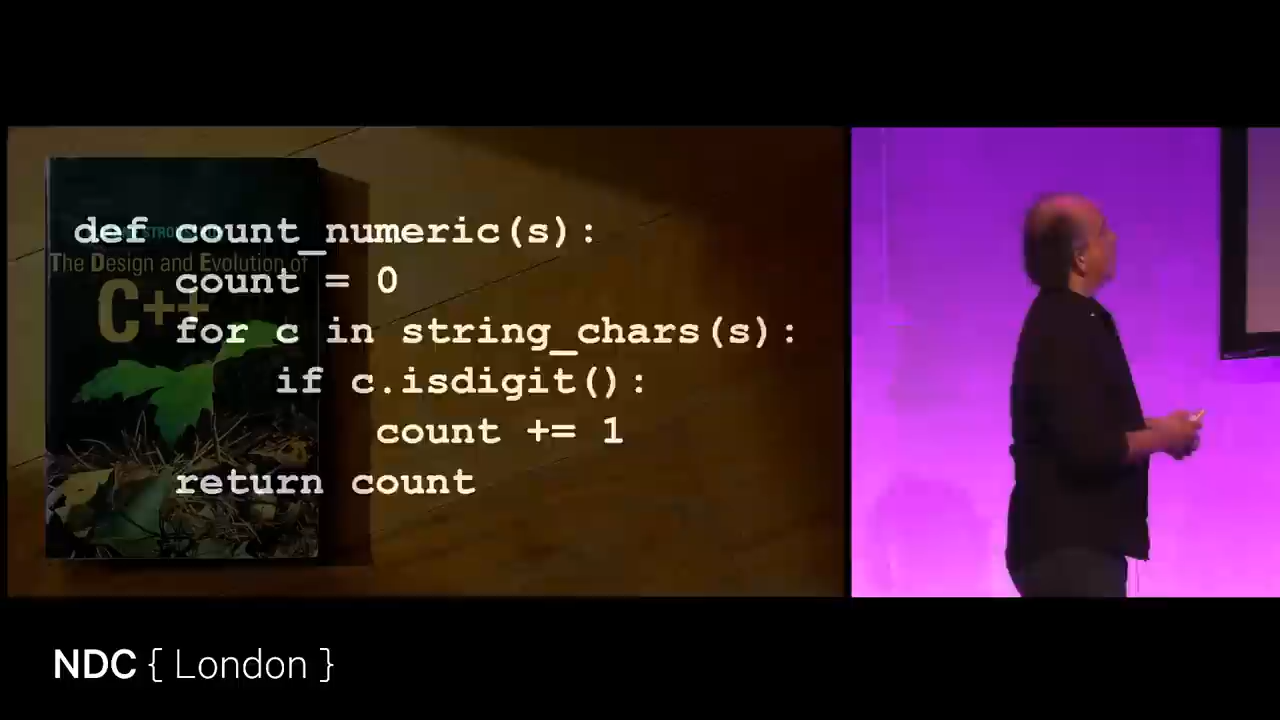 def count_numeric(s):
    count = 0
    for c in string_chars(s):
        if c.isdigit():
            count += 1
    return count
The Design and Evolution of
C++
NDC { London }